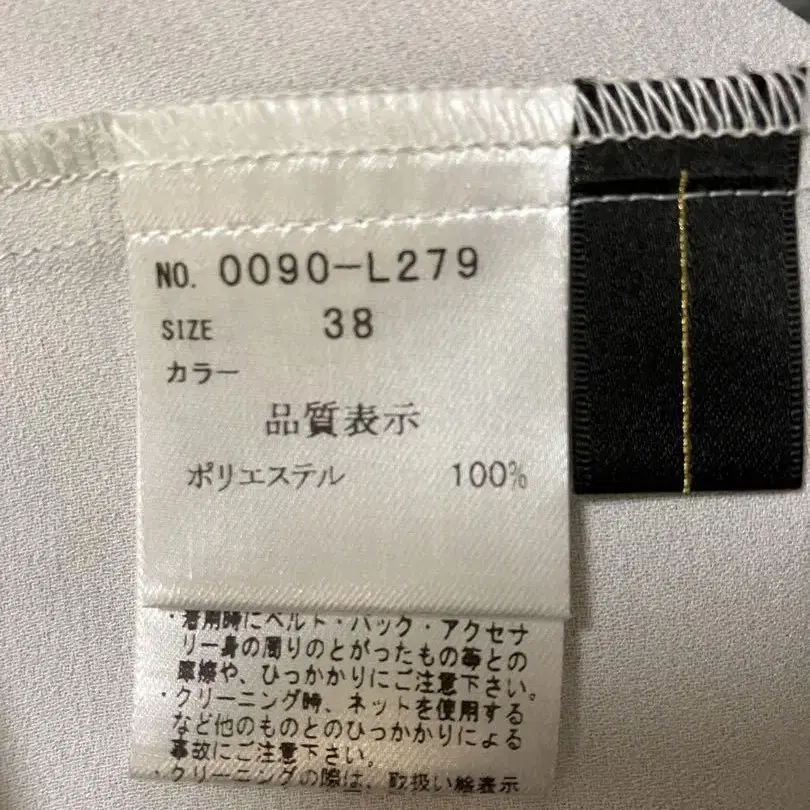 NO. 0090-L279
SIZE 38
カラー
品質表示
ポリエステル 100%
・着用時にベルト・バック・アクセサ
リー身の周りのとがったもの等との
摩擦や、ひっかかりにご注意下さい。
・クリーニング時、ネットを使用する
など他のものとのひっかかりによる
事故にご注意下さい。
・クリーニングの際は、取扱い絵表示